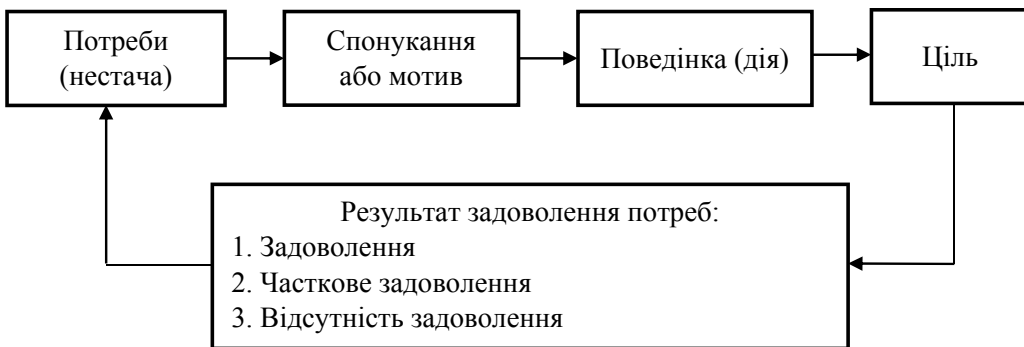 Потреби
(нестача)
Спонукання
або мотив
Поведінка (дія)
Ціль
Результат задоволення потреб:
1. Задоволення
2. Часткове задоволення
3. Відсутність задоволення